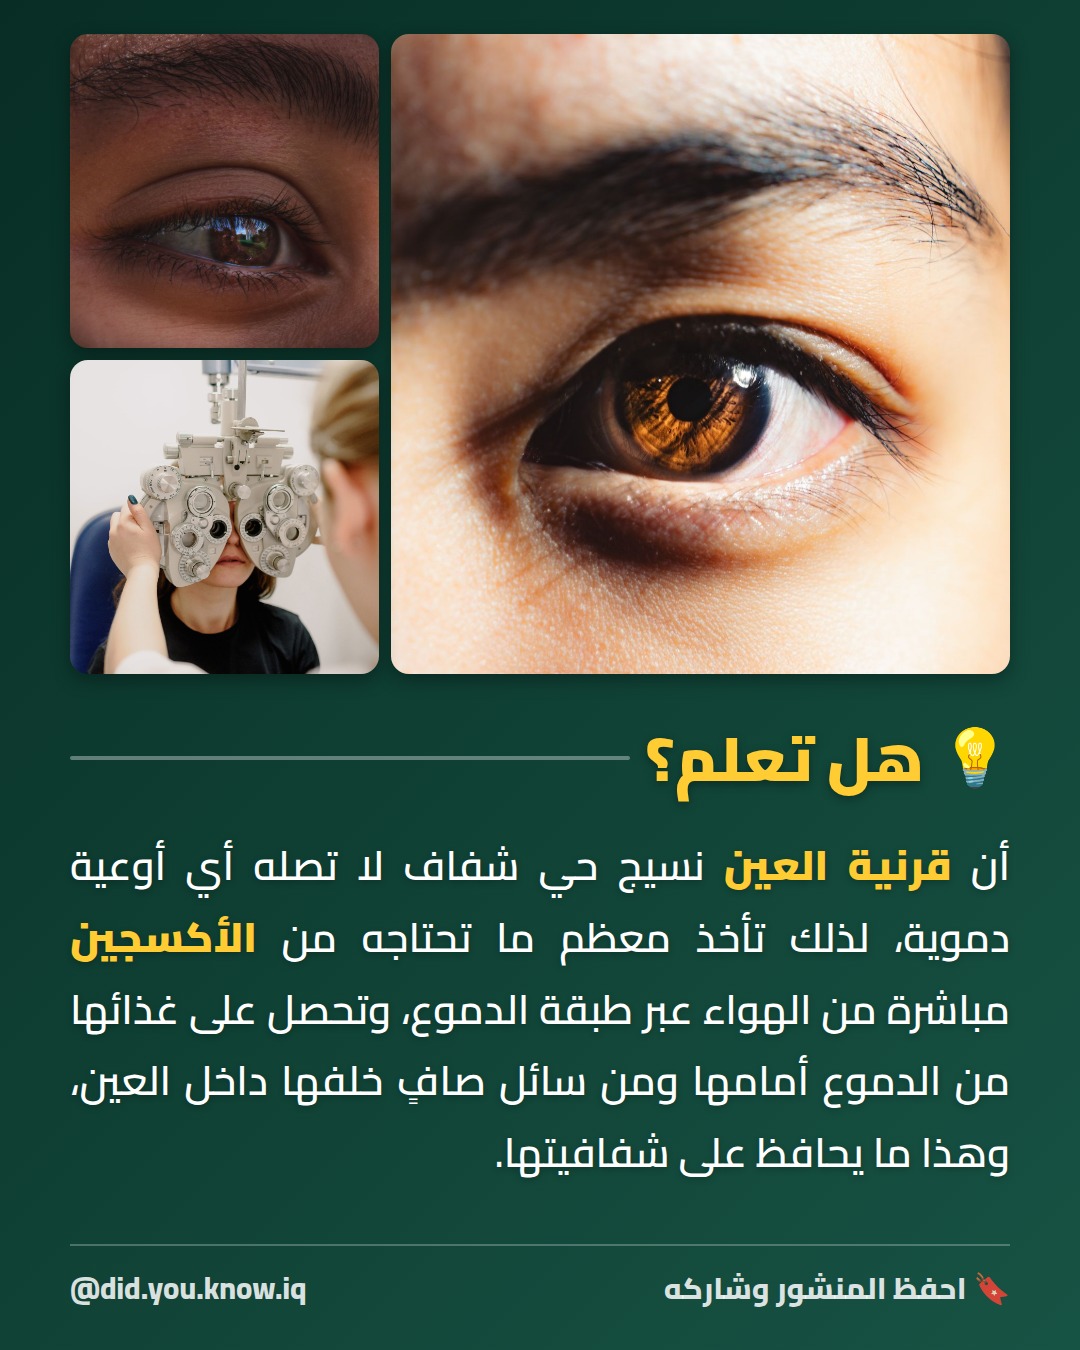 هل تعلم؟
أن قرنية العين نسيج حي شفاف لا تصله أي أوعية
دموية، لذلك تأخذ معظم ما تحتاجه من الأكسجين
مباشرة من الهواء عبر طبقة الدموع، وتحصل على غذائها
من الدموع أمامها ومن سائل صافٍ خلفها داخل العين،
وهذا ما يحافظ على شفافيتها.
احفظ المنشور وشاركه
@did.you.know.iq